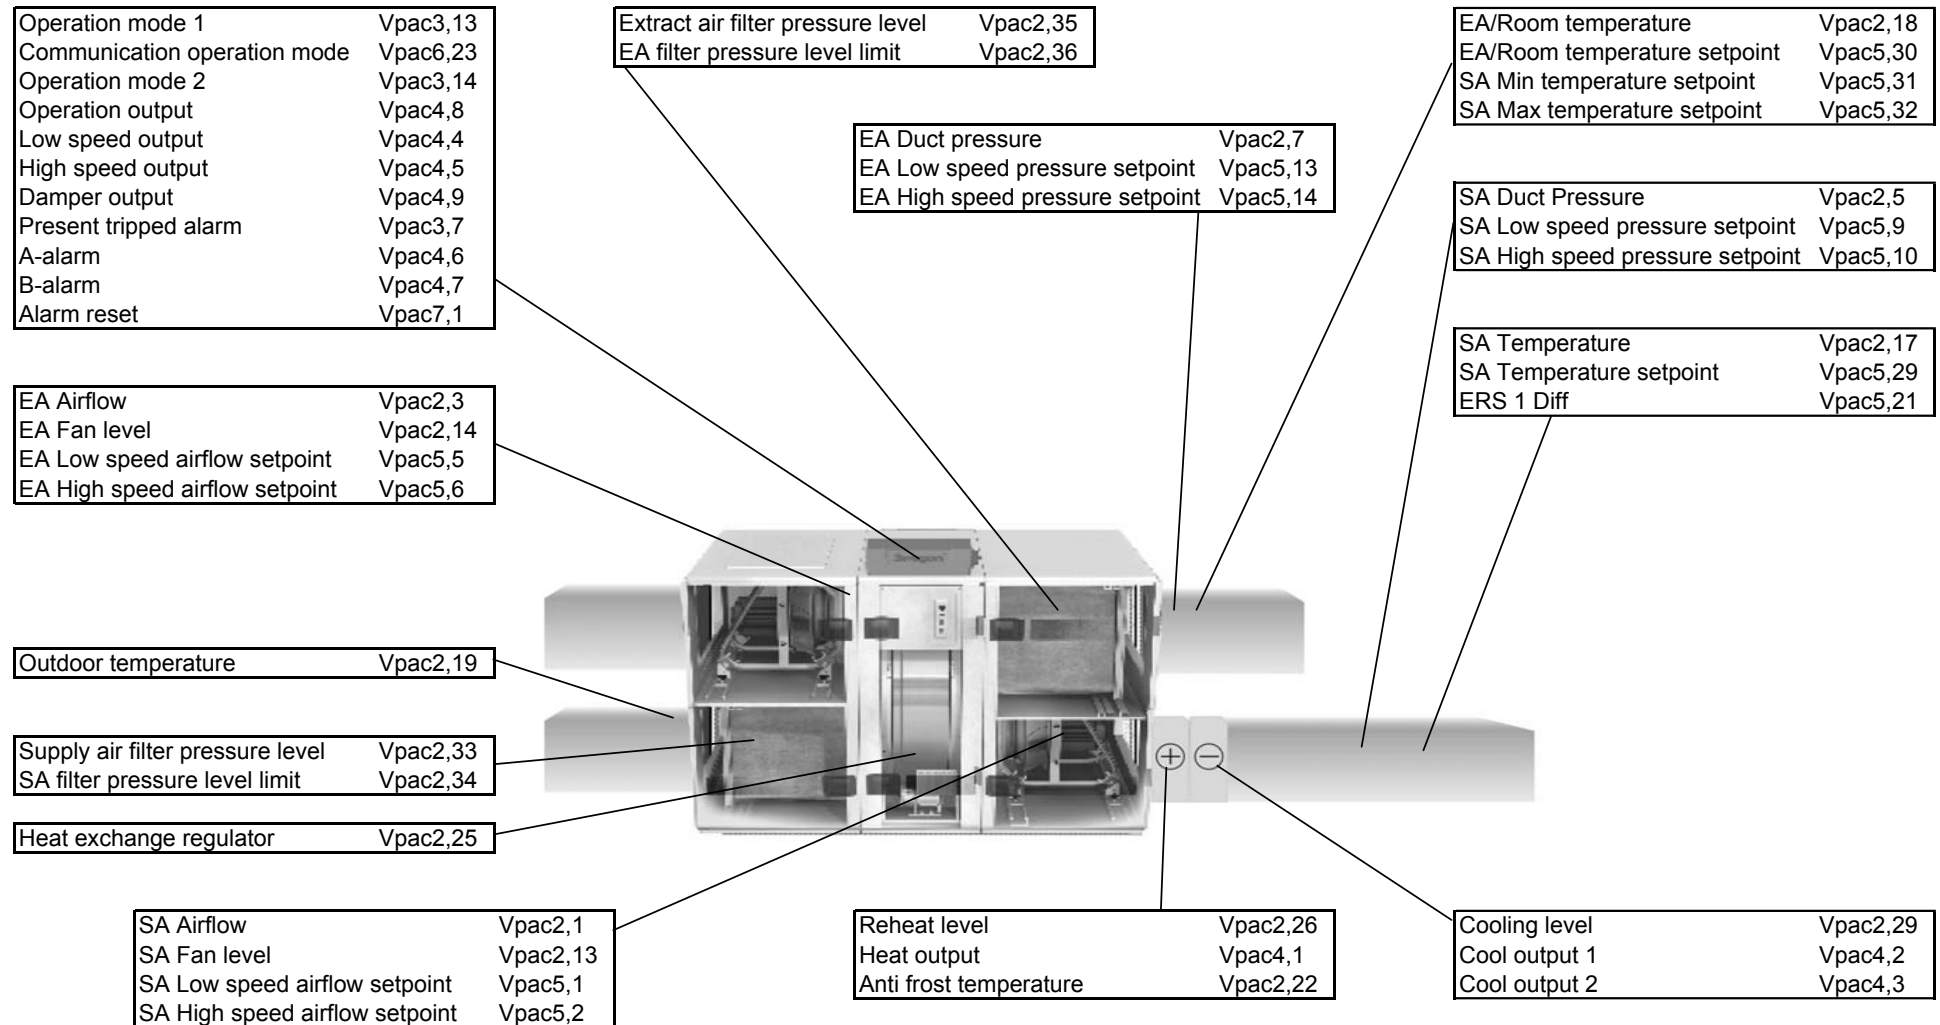 Operation mode 1 Vpac3,13
Communication operation mode Vpac6,23
Operation mode 2 Vpac3,14
Operation output Vpac4,8
Low speed output Vpac4,4
High speed output Vpac4,5
Damper output Vpac4,9
Present tripped alarm Vpac3,7
A-alarm Vpac4,6
B-alarm Vpac4,7
Alarm reset Vpac7,1
Extract air filter pressure level Vpac2,35
EA filter pressure level limit Vpac2,36
EA Duct pressure Vpac2,7
EA Low speed pressure setpoint Vpac5,13
EA High speed pressure setpoint Vpac5,14
EA/Room temperature Vpac2,18
EA/Room temperature setpoint Vpac5,30
SA Min temperature setpoint Vpac5,31
SA Max temperature setpoint Vpac5,32
SA Duct Pressure Vpac2,5
SA Low speed pressure setpoint Vpac5,9
SA High speed pressure setpoint Vpac5,10
SA Temperature Vpac2,17
SA Temperature setpoint Vpac5,29
ERS 1 Diff Vpac5,21
EA Airflow Vpac2,3
EA Fan level Vpac2,14
EA Low speed airflow setpoint Vpac5,5
EA High speed airflow setpoint Vpac5,6
Outdoor temperature Vpac2,19
Supply air filter pressure level Vpac2,33
SA filter pressure level limit Vpac2,34
Heat exchange regulator Vpac2,25
SA Airflow Vpac2,1
SA Fan level Vpac2,13
SA Low speed airflow setpoint Vpac5,1
SA High speed airflow setpoint Vpac5,2
Reheat level Vpac2,26
Heat output Vpac4,1
Anti frost temperature Vpac2,22
Cooling level Vpac2,29
Cool output 1 Vpac4,2
Cool output 2 Vpac4,3